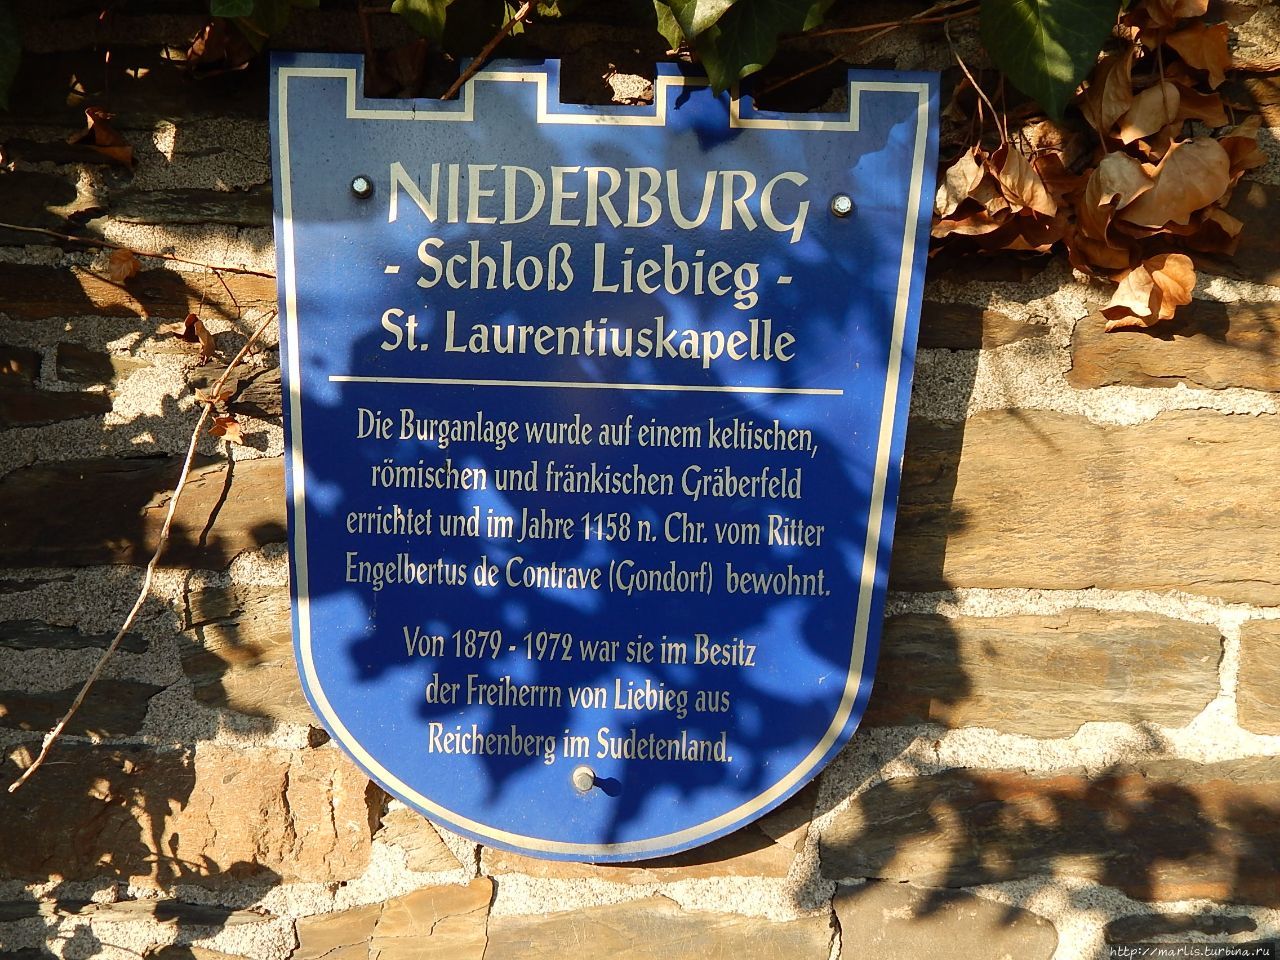 NIEDERBURG
- Schloß Liebieg -
St. Laurentiuskapelle
Die Burganlage wurde auf einem keltischen,
römischen und fränkischen Gräberfeld
errichtet und im Jahre 1158 n. Chr. vom Ritter
Engelbertus de Contrave (Gondorf) bewohnt.
Von 1879 - 1972 war sie im Besitz
der Freiherrn von Liebieg aus
Reichenberg im Sudetenland.
http://marlis.turbina.ru